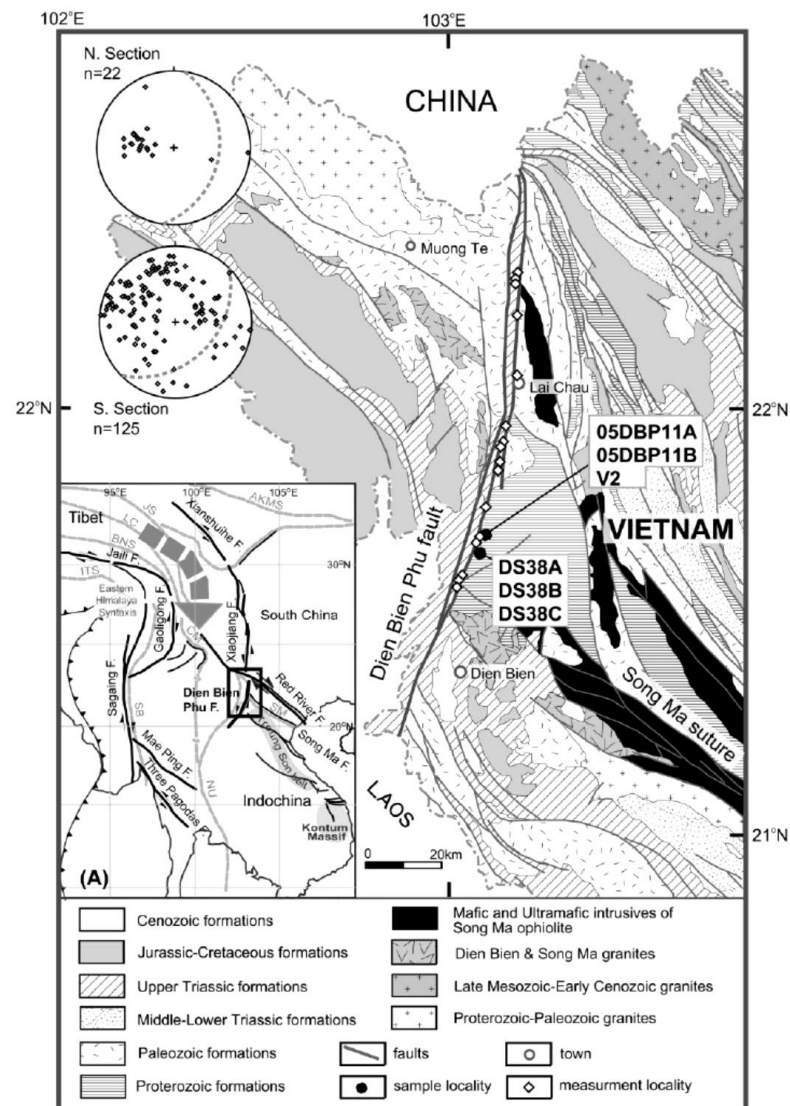 102°E
103°E
N. Section
n=22
CHINA
Muong Te
Lai Chau
22°N
22°N
S. Section
n=125
05DBP11A
05DBP11B
V2
VIETNAM
DS38A
DS38B
DS38C
Dien Bien Phu fault
Dien Bien
Song Ma suture
LAOS
21°N
0 20km
95°E
100°E
105°E
Tibet
JS
LC
BNS
ITS
Jaili F.
Xianshuihe F.
AKMS
30°N
Eastern
Himalaya
Syntaxis
Gaoligong F.
CM
Xiaojiang F.
South China
Sagaing F.
SB
Dien Bien
Phu F.
Red River F.
20°N
SM
Song Ma F.
Truong Son Belt
Mae Ping F.
Three Pagodas
NU
Indochina
Kontum
Massif
(A)
Cenozoic formations
Jurassic-Cretaceous formations
Upper Triassic formations
Middle-Lower Triassic formations
Paleozoic formations
Proterozoic formations
Mafic and Ultramafic intrusives of
Song Ma ophiolite
Dien Bien & Song Ma granites
Late Mesozoic-Early Cenozoic granites
Proterozoic-Paleozoic granites
faults
town
sample locality
measurment locality